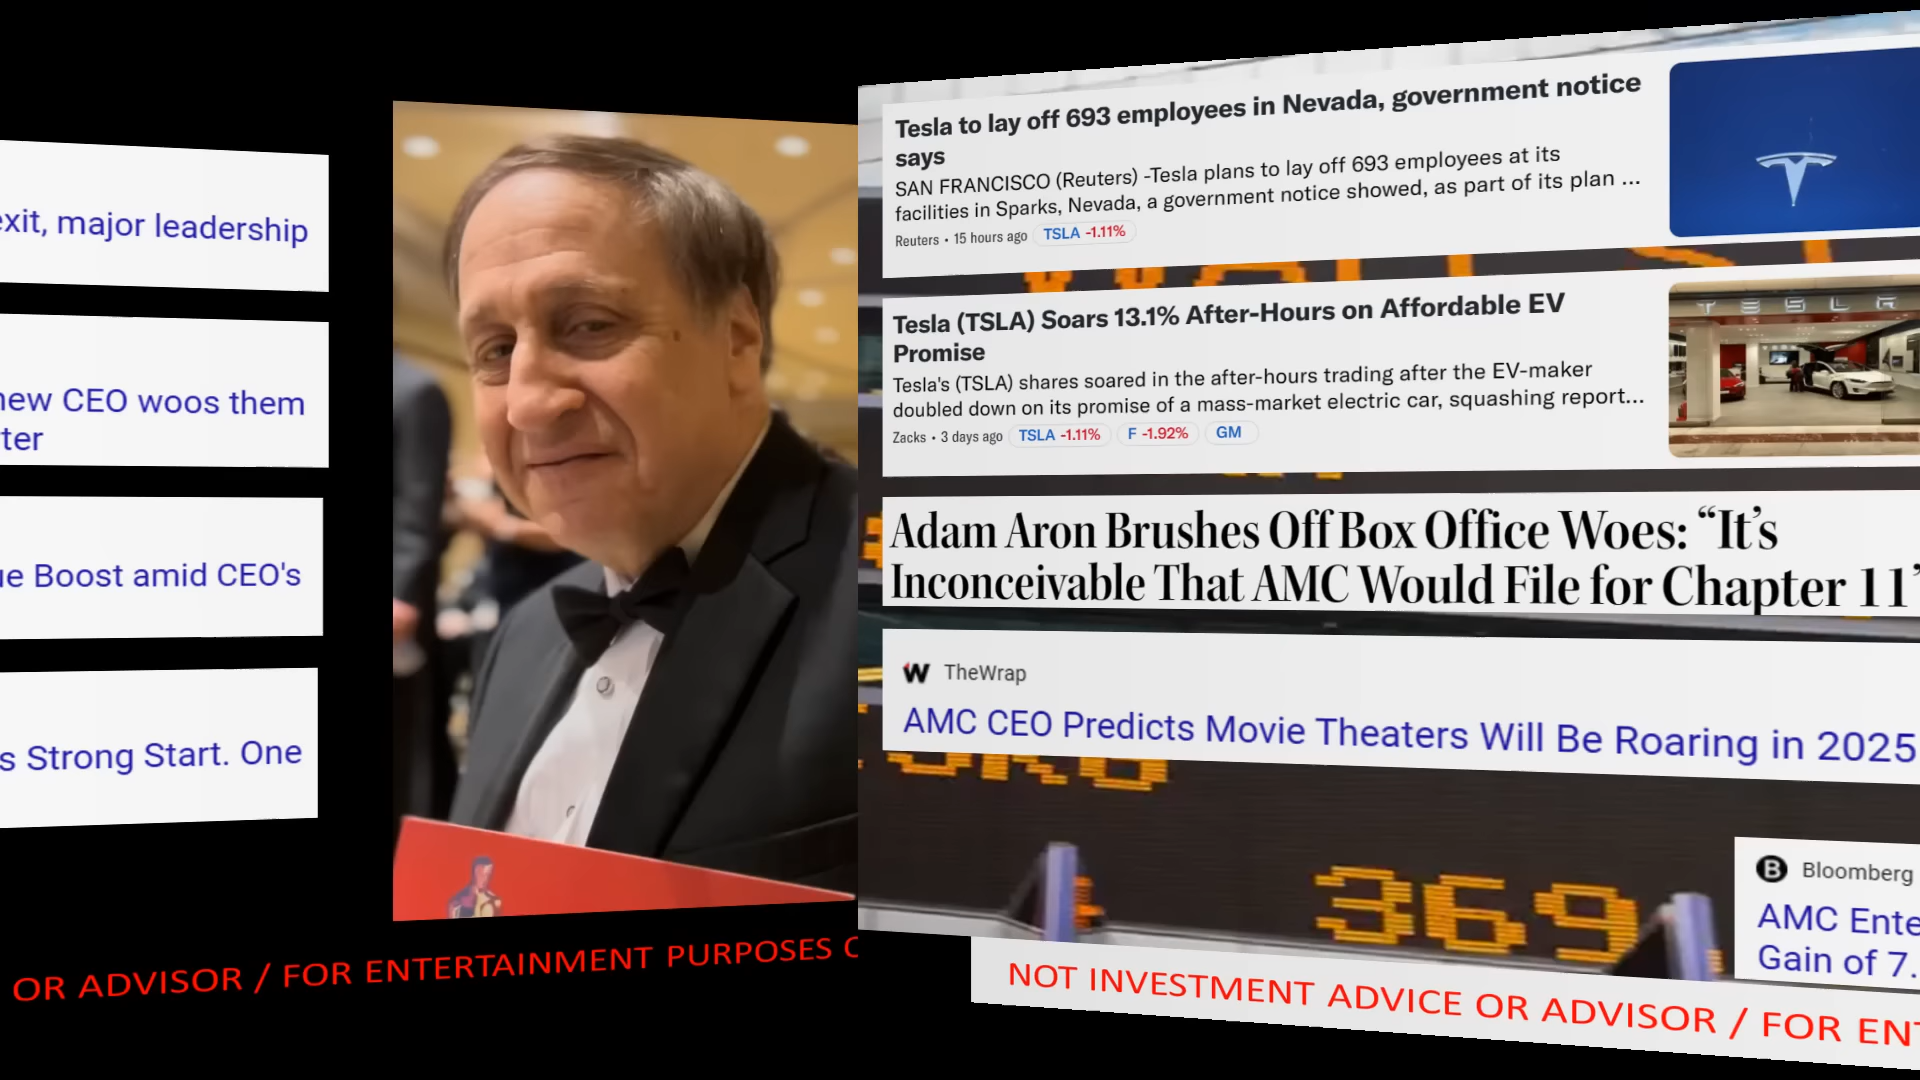 exit, major leadership
new CEO woos them
ter
ue Boost amid CEO's
s Strong Start. One
OR ADVISOR / FOR ENTERTAINMENT PURPOSES
Tesla to lay off 693 employees in Nevada, government notice
says
SAN FRANCISCO (Reuters) -Tesla plans to lay off 693 employees at its
facilities in Sparks, Nevada, a government notice showed, as part of its plan ...
Reuters • 15 hours ago TSLA -1.11%
Tesla (TSLA) Soars 13.1% After-Hours on Affordable EV
Promise
Tesla's (TSLA) shares soared in the after-hours trading after the EV-maker
doubled down on its promise of a mass-market electric car, squashing report...
Zacks • 3 days ago TSLA -1.11% F -1.92% GM
TESLA
Adam Aron Brushes Off Box Office Woes: “It’s
Inconceivable That AMC Would File for Chapter 11”
W TheWrap
AMC CEO Predicts Movie Theaters Will Be Roaring in 2025
369
B Bloomberg
AMC Ente
Gain of 7.
NOT INVESTMENT ADVICE OR ADVISOR / FOR ENT